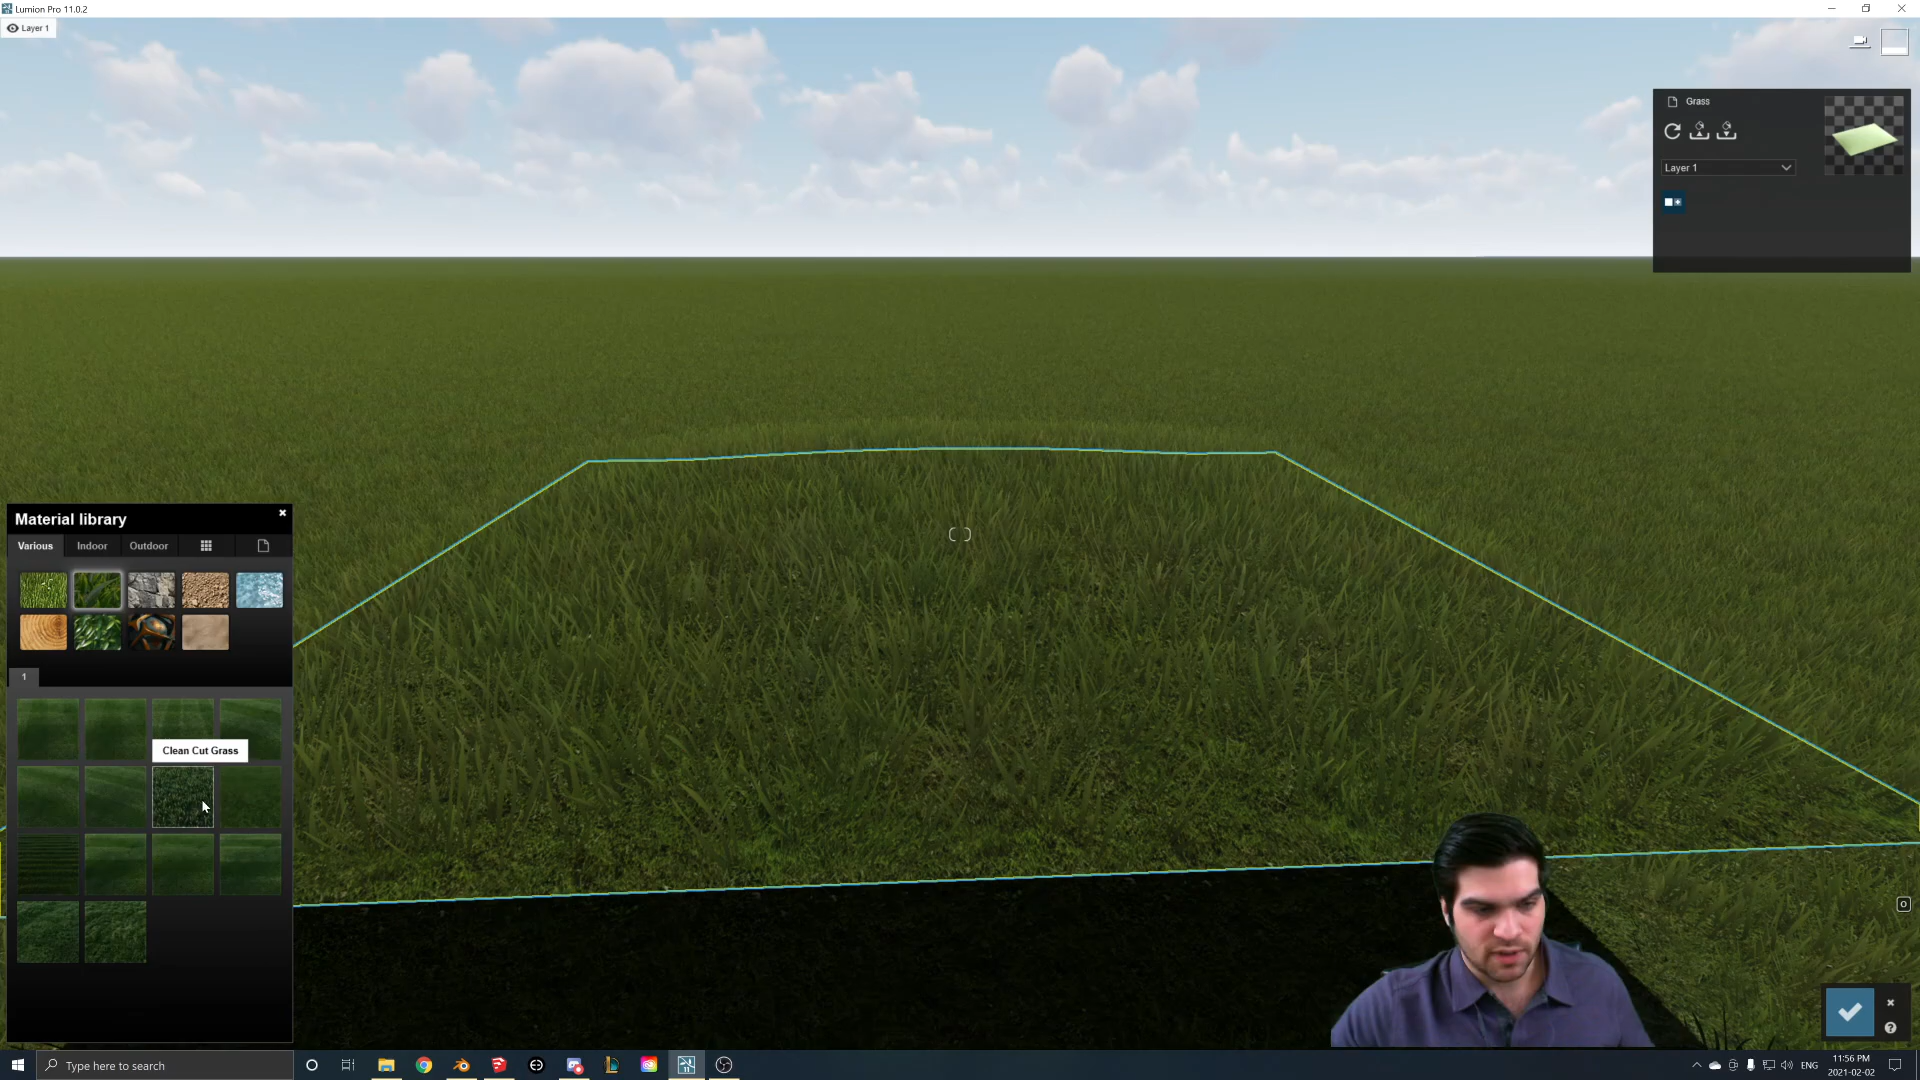 Lumion Pro 11.0.2
Layer 1
Grass
Layer 1
Material library
Various
Indoor
Outdoor
1
Clean Cut Grass
Type here to search
ENG
11:56 PM
2021-02-02